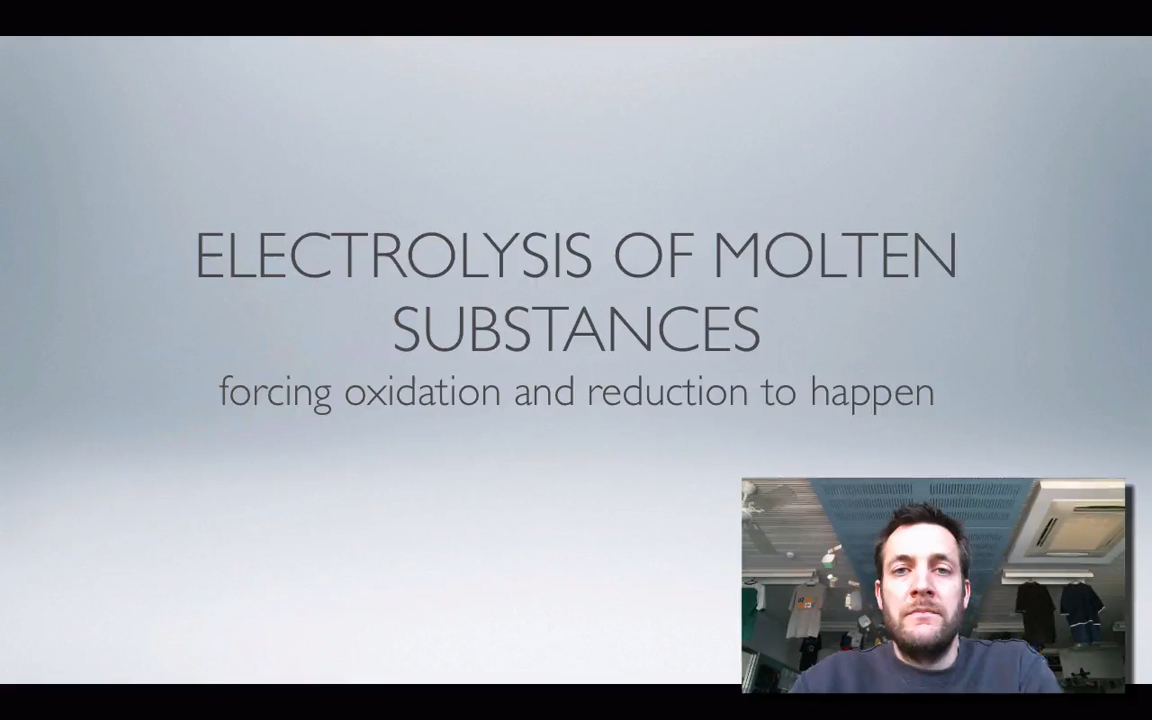 ELECTROLYSIS OF MOLTEN
SUBSTANCES
forcing oxidation and reduction to happen